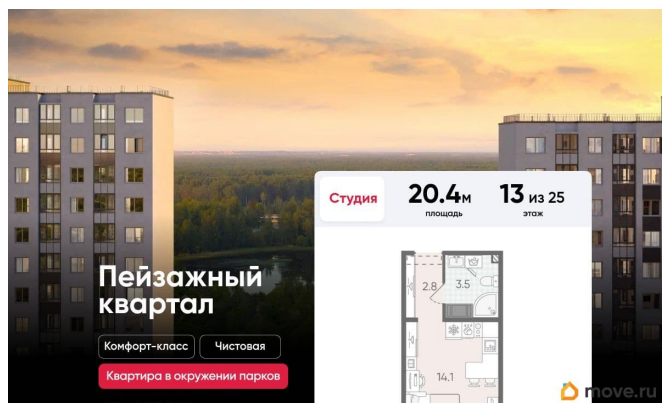 Студия
20.4м
площадь
13 из 25
этаж
Пейзажный
квартал
Комфорт-класс
Чистовая
Квартира в окружении парков
2.8
3.5
14.1
move.ru